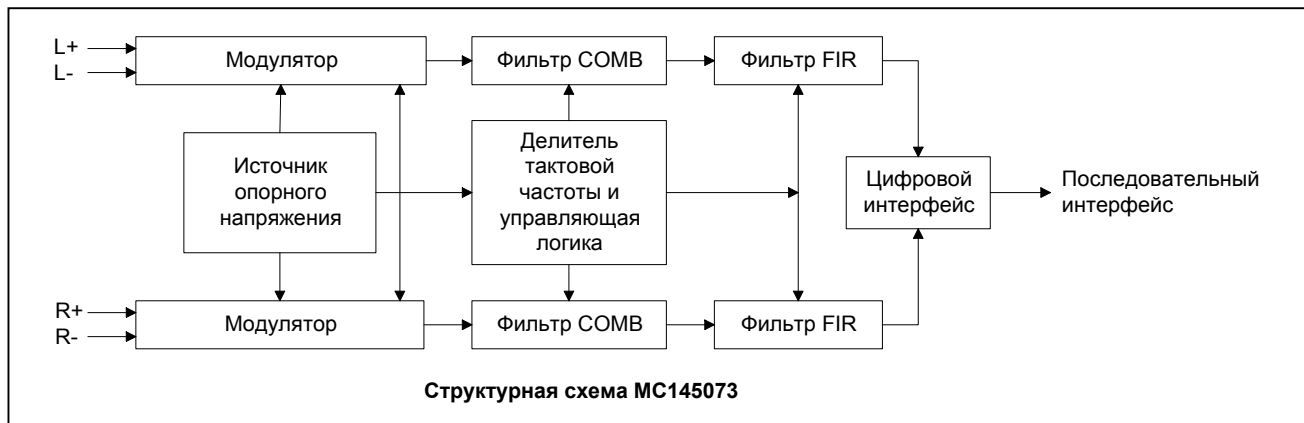 L+
L-
Модулятор
Фильтр COMB
Фильтр FIR
Источник
опорного
напряжения
Делитель
тактовой
частоты и
управляющая
логика
Цифровой
интерфейс
Последовательный
интерфейс
R+
R-
Модулятор
Фильтр COMB
Фильтр FIR
Структурная схема MC145073